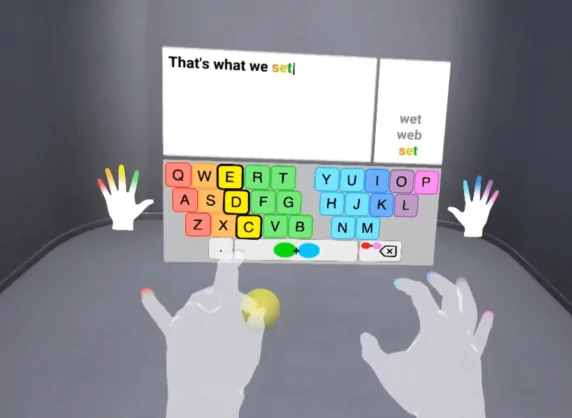 That's what we set
wet
web
set
Q W E R T Y U I O P
A S D F G H J K L
Z X C V B N M
. +